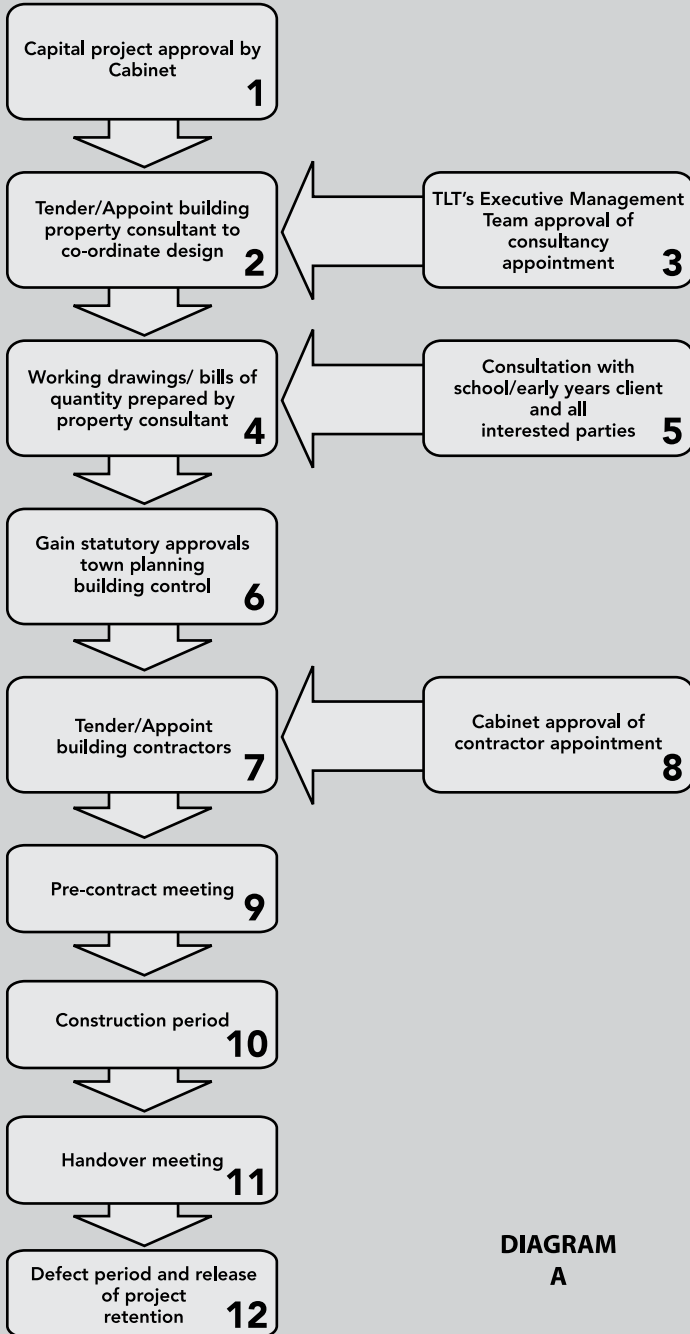 Capital project approval by
Cabinet
1
Tender/Appoint building
property consultant to
co-ordinate design
2
TLT's Executive Management
Team approval of
consultancy
appointment
3
Working drawings/ bills of
quantity prepared by
property consultant
4
Consultation with
school/early years client
and all
interested parties
5
Gain statutory approvals
town planning
building control
6
Tender/Appoint
building contractors
7
Cabinet approval of
contractor appointment
8
Pre-contract meeting
9
Construction period
10
Handover meeting
11
Defect period and release
of project
retention
12
DIAGRAM
A